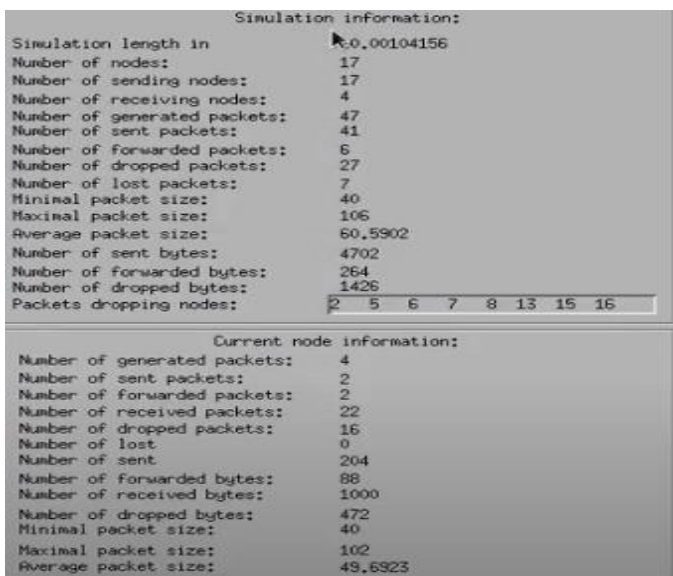 Simulation information:
Simulation length in 0.00104156
Number of nodes: 17
Number of sending nodes: 17
Number of receiving nodes: 4
Number of generated packets: 47
Number of sent packets: 41
Number of forwarded packets: 6
Number of dropped packets: 27
Number of lost packets: 7
Minimal packet size: 40
Maximal packet size: 106
Average packet size: 60.5902
Number of sent bytes: 4702
Number of forwarded bytes: 264
Number of dropped bytes: 1426
Packets dropping nodes: 2 5 6 7 8 13 15 16
Current node information:
Number of generated packets: 4
Number of sent packets: 2
Number of forwarded packets: 2
Number of received packets: 22
Number of dropped packets: 16
Number of lost 0
Number of sent 204
Number of forwarded bytes: 88
Number of received bytes: 1000
Number of dropped bytes: 472
Minimal packet size: 40
Maximal packet size: 102
Average packet size: 49.6923